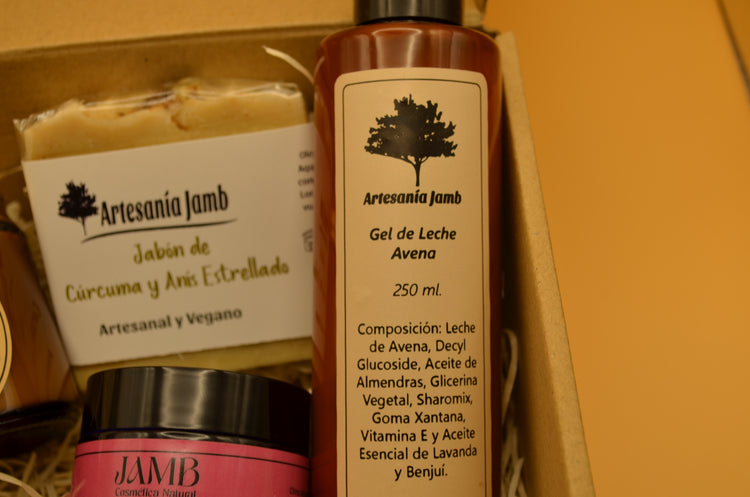 Artesanía Jamb
Jabón de
Cúrcuma y Anís Estrellado
Artesanal y Vegano
Artesanía Jamb
Gel de Leche
Avena
250 ml.
Composición: Leche
de Avena, Decyl
Glucoside, Aceite de
Almendras, Glicerina
Vegetal, Sharomix,
Goma Xantana,
Vitamina E y Aceite
Esencial de Lavanda
y Benjuí.
JAMB
Cosmética Natural